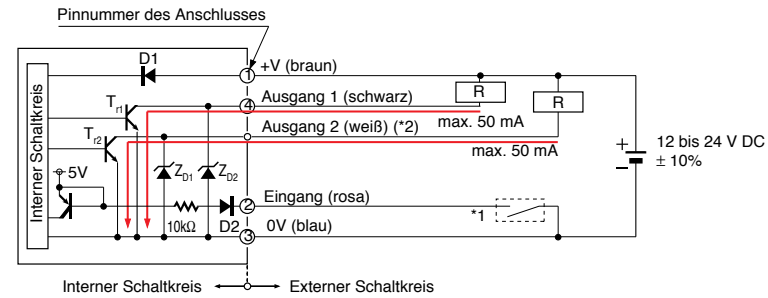 Pinnummer des Anschlusses
D1
1
+V (braun)
Interner Schaltkreis
Tr1
4
Ausgang 1 (schwarz)
R
R
max. 50 mA
Tr2
Ausgang 2 (weiß) (*2)
max. 50 mA
+
−
12 bis 24 V DC
± 10%
5V
ZD1
ZD2
10kΩ
D2
2
Eingang (rosa)
*1
3
0V (blau)
Interner Schaltkreis
Externer Schaltkreis